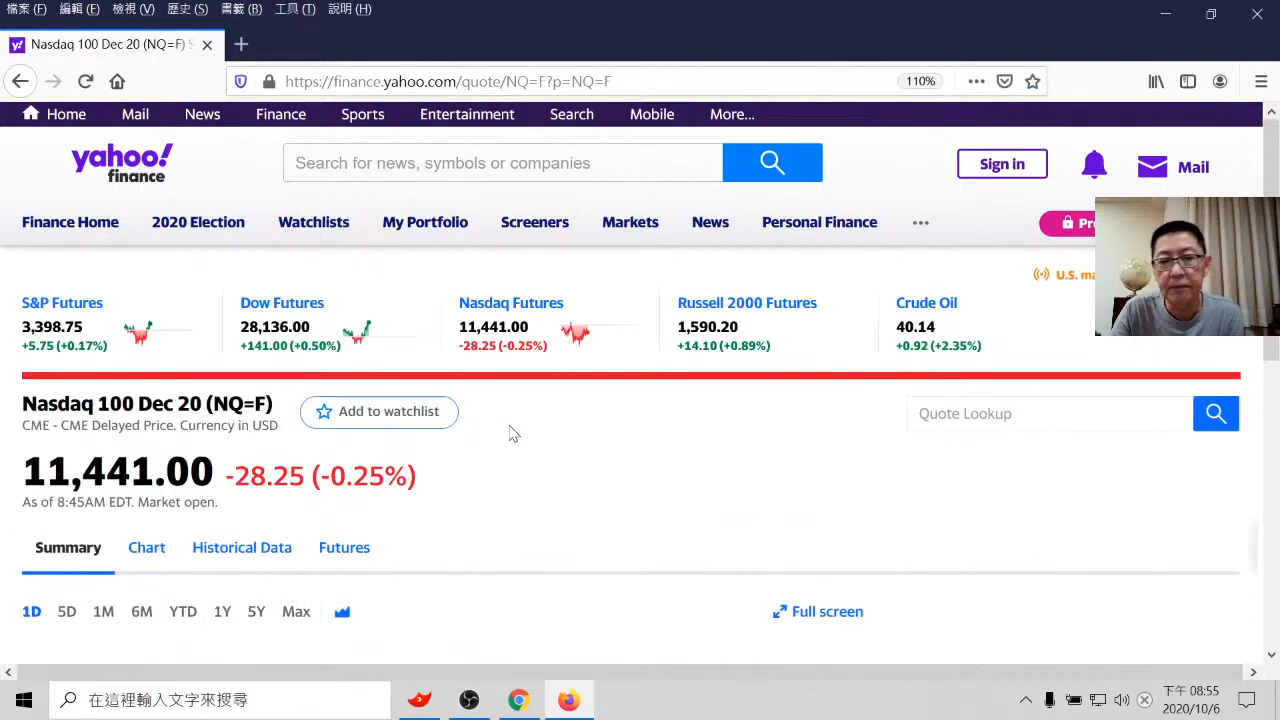 檔案(F) 編輯(E) 檢視(V) 歷史(S) 書籤(B) 工具(T) 說明(H)
Nasdaq 100 Dec 20 (NQ=F) S
https://finance.yahoo.com/quote/NQ=F?p=NQ=F 110%
Home Mail News Finance Sports Entertainment Search Mobile More...
yahoo!
finance
Search for news, symbols or companies
Sign in
Mail
Finance Home 2020 Election Watchlists My Portfolio Screeners Markets News Personal Finance ••• Pr
U.S. ma
S&P Futures Dow Futures Nasdaq Futures Russell 2000 Futures Crude Oil
3,398.75 28,136.00 11,441.00 1,590.20 40.14
+5.75 (+0.17%) +141.00 (+0.50%) -28.25 (-0.25%) +14.10 (+0.89%) +0.92 (+2.35%)
Nasdaq 100 Dec 20 (NQ=F) Add to watchlist Quote Lookup
CME - CME Delayed Price. Currency in USD
11,441.00 -28.25 (-0.25%)
As of 8:45AM EDT. Market open.
Summary Chart Historical Data Futures
1D 5D 1M 6M YTD 1Y 5Y Max Full screen
在這裡輸入文字來搜尋
下午 08:55
2020/10/6